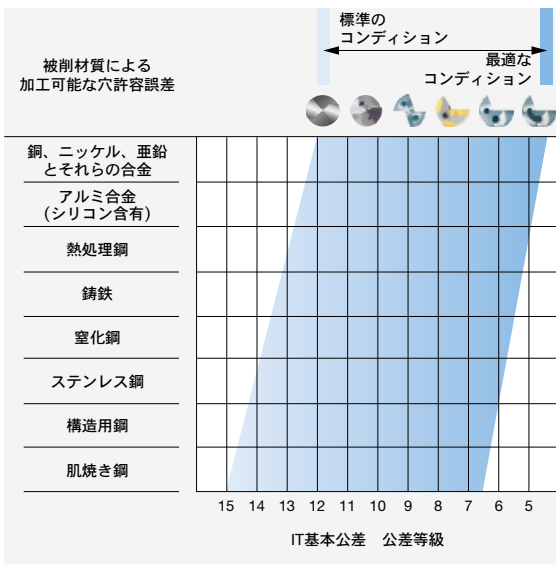 標準の
コンディション
最適な
コンディション
被削材質による
加工可能な穴許容誤差
銅、ニッケル、亜鉛
とそれらの合金
アルミ合金
(シリコン含有)
熱処理鋼
鋳鉄
窒化鋼
ステンレス鋼
構造用鋼
肌焼き鋼
15 14 13 12 11 10 9 8 7 6 5
IT基本公差 公差等級